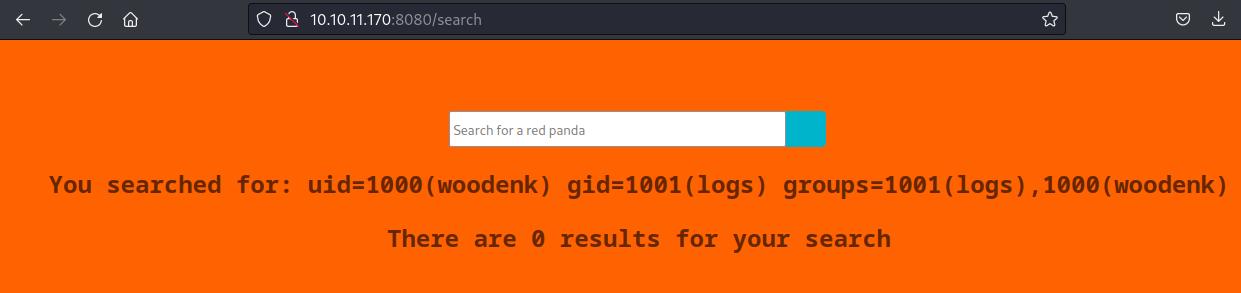 10.10.11.170:8080/search
Search for a red panda
You searched for: uid=1000(woodenk) gid=1001(logs) groups=1001(logs),1000(woodenk)
There are 0 results for your search